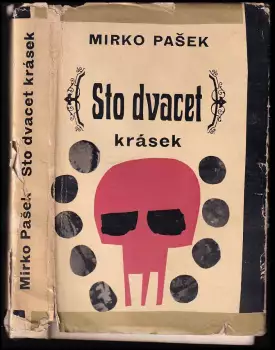 MIRKO PAŠEK
Sto dvacet
krásek
Mirko Pašek Sto dvacet krásek